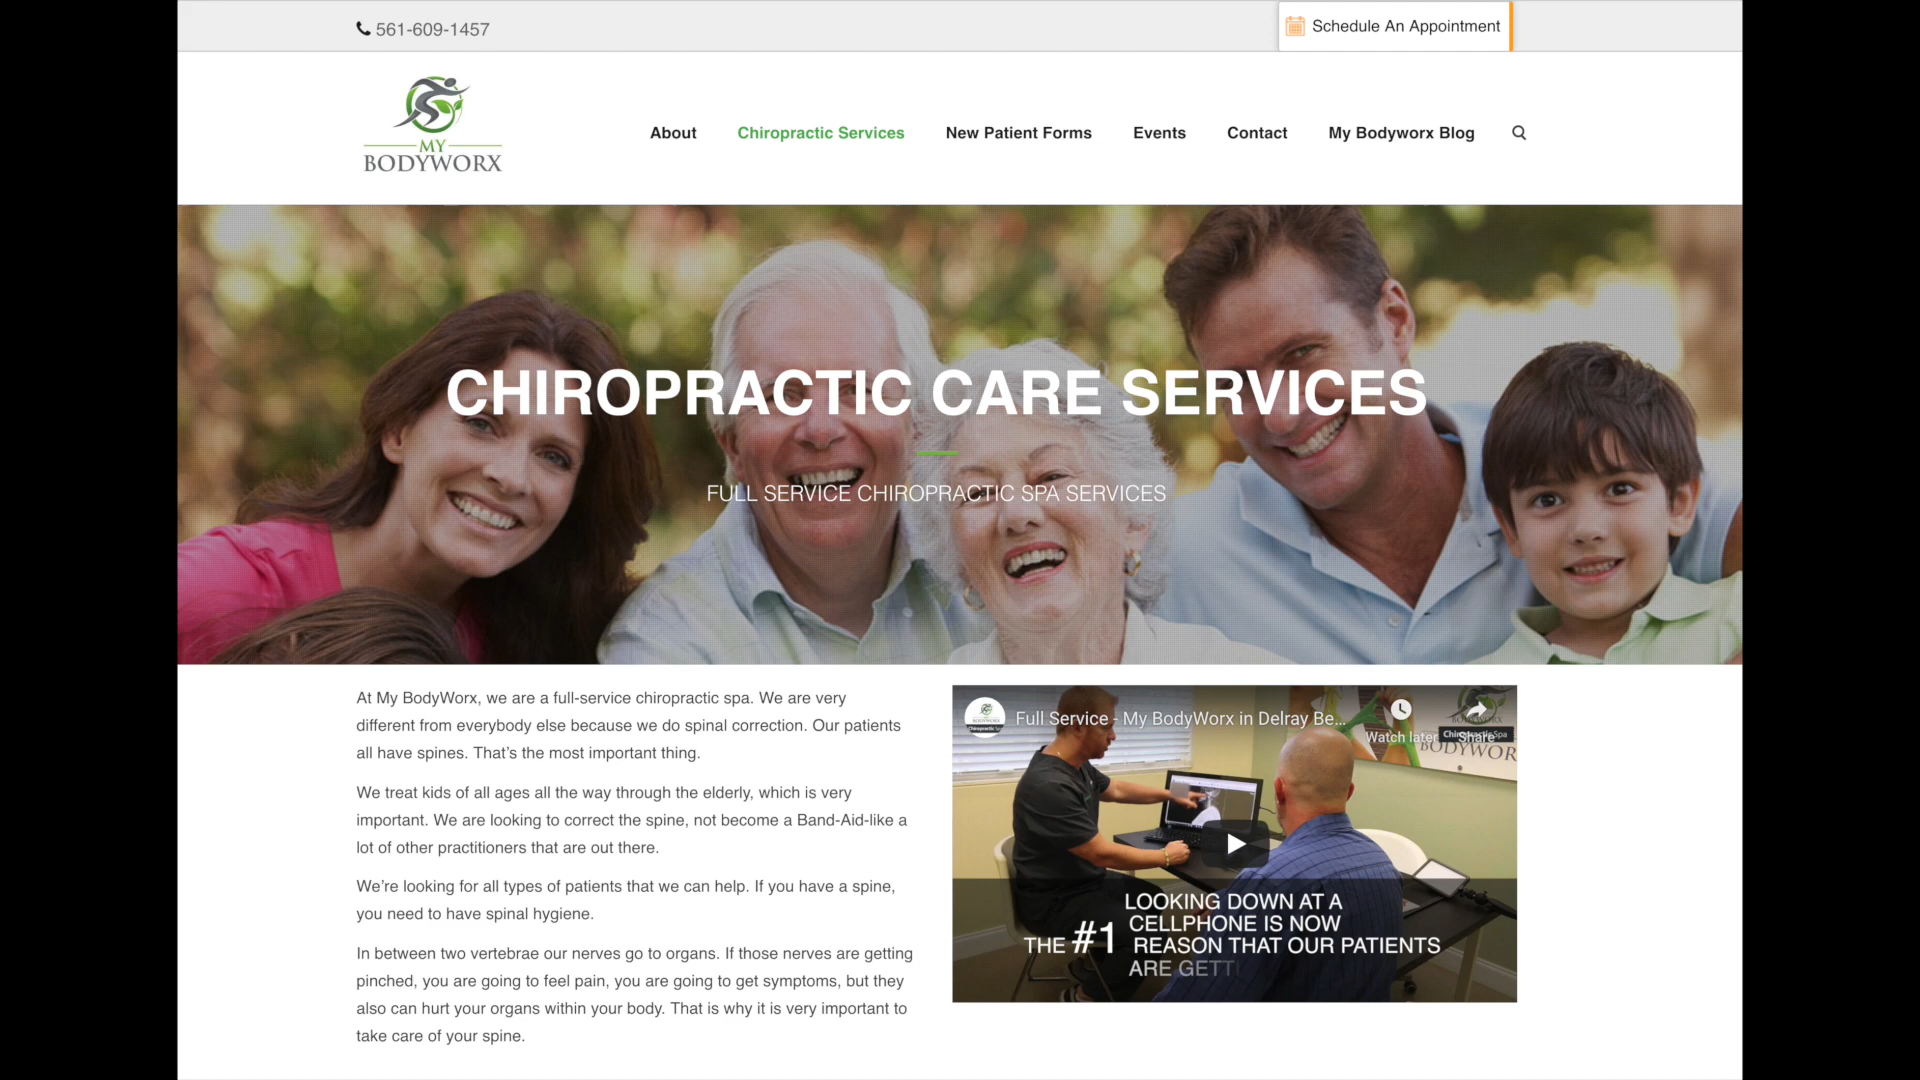 561-609-1457
Schedule An Appointment
MY
BODYWORX
About
Chiropractic Services
New Patient Forms
Events
Contact
My Bodyworx Blog
CHIROPRACTIC CARE SERVICES
FULL SERVICE CHIROPRACTIC SPA SERVICES
At My BodyWorx, we are a full-service chiropractic spa. We are very
different from everybody else because we do spinal correction. Our patients
all have spines. That’s the most important thing.
We treat kids of all ages all the way through the elderly, which is very
important. We are looking to correct the spine, not become a Band-Aid-like a
lot of other practitioners that are out there.
We’re looking for all types of patients that we can help. If you have a spine,
you need to have spinal hygiene.
In between two vertebrae our nerves go to organs. If those nerves are getting
pinched, you are going to feel pain, you are going to get symptoms, but they
also can hurt your organs within your body. That is why it is very important to
take care of your spine.
Full Service - My BodyWorx in Delray Be...
Watch later
Share
BODYWORX
LOOKING DOWN AT A
CELLPHONE IS NOW
THE #1 REASON THAT OUR PATIENTS
ARE GETT